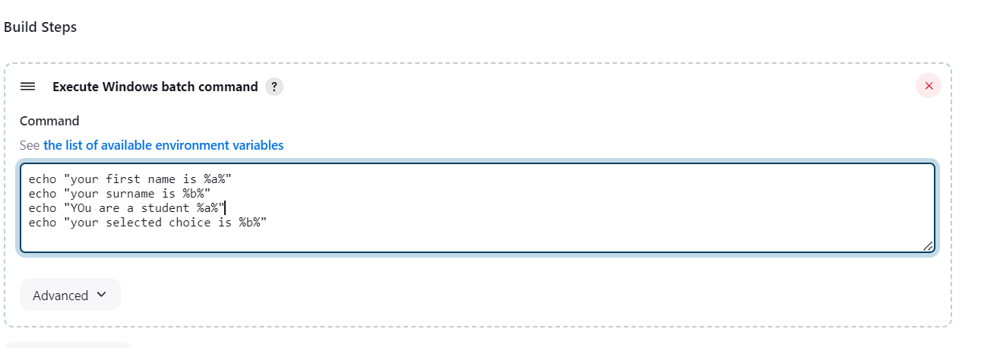 Build Steps
Execute Windows batch command ?
Command
See the list of available environment variables
echo "your first name is %a%"
echo "your surname is %b%"
echo "YOu are a student %a%"
echo "your selected choice is %b%"
Advanced